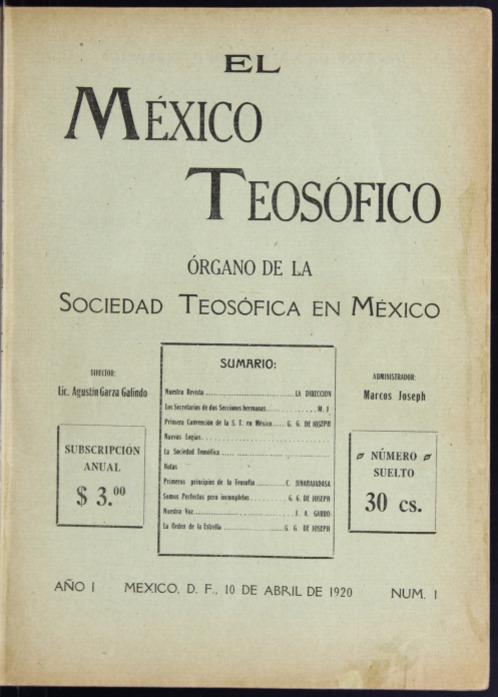 EL
MÉXICO
TEOSÓFICO
ÓRGANO DE LA
SOCIEDAD TEOSÓFICA EN MÉXICO
DIRECTOR:
Lic. Agustín Garza Galindo
SUBSCRIPCION
ANUAL
$ 3.00
SUMARIO:
Nuestra Revista ........ LA DIRECCION
Los Secretarios de dos Secciones hermanas ........ M. J
Primera Convención de la S. T. en México ..... G. G. DE JOSEPH
Nuevas Logias ........
La Sociedad Teosófica ........
Notas
Primeros principios de la Teosofía ........ C. JINARAJADASA
Somos Perfectos pero incompletos ........ G. G. DE JOSEPH
Nuestra Voz ........ J. A. GARRO
La Orden de la Estrella ........ G. G. DE JOSEPH
ADMINISTRADOR:
Marcos Joseph
NÚMERO
SUELTO
30 cs.
AÑO I MEXICO, D. F., 10 DE ABRIL DE 1920 NUM. 1